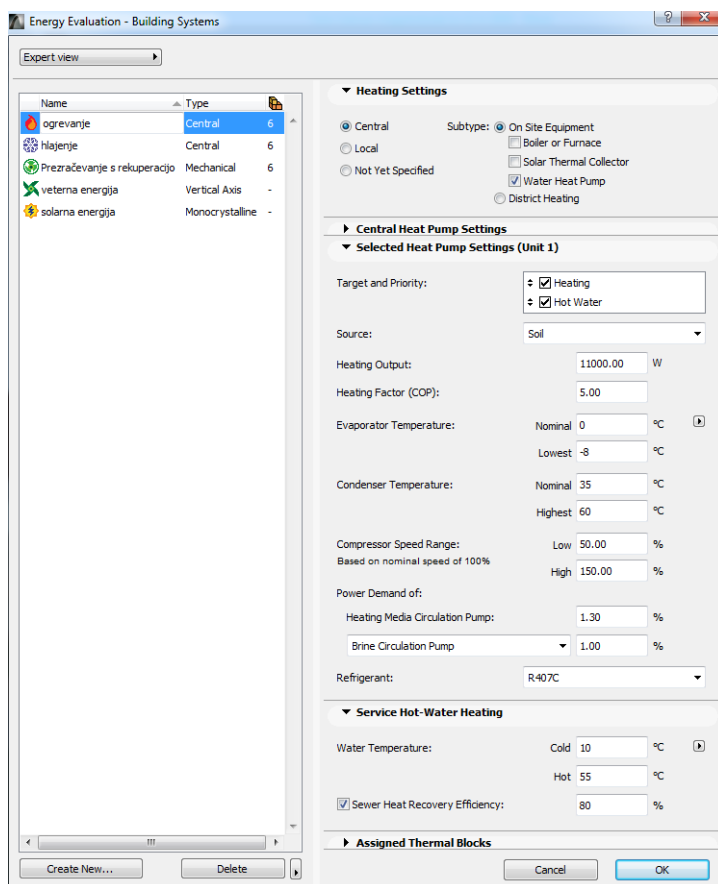 Energy Evaluation - Building Systems
Expert view
Name Type
ogrevanje Central 6
hlajenje Central 6
Prezračevanje s rekuperacijo Mechanical 6
veterna energija Vertical Axis -
solarna energija Monocrystalline -
Create New... Delete
Heating Settings
Central Subtype: On Site Equipment
Boiler or Furnace
Local
Solar Thermal Collector
Not Yet Specified
Water Heat Pump
District Heating
Central Heat Pump Settings
Selected Heat Pump Settings (Unit 1)
Target and Priority: Heating
Hot Water
Source: Soil
Heating Output: 11000.00 W
Heating Factor (COP): 5.00
Evaporator Temperature: Nominal 0 °C
Lowest -8 °C
Condenser Temperature: Nominal 35 °C
Highest 60 °C
Compressor Speed Range: Low 50.00 %
Based on nominal speed of 100%
High 150.00 %
Power Demand of:
Heating Media Circulation Pump: 1.30 %
Brine Circulation Pump 1.00 %
Refrigerant: R407C
Service Hot-Water Heating
Water Temperature: Cold 10 °C
Hot 55 °C
Sewer Heat Recovery Efficiency: 80 %
Assigned Thermal Blocks
Cancel OK